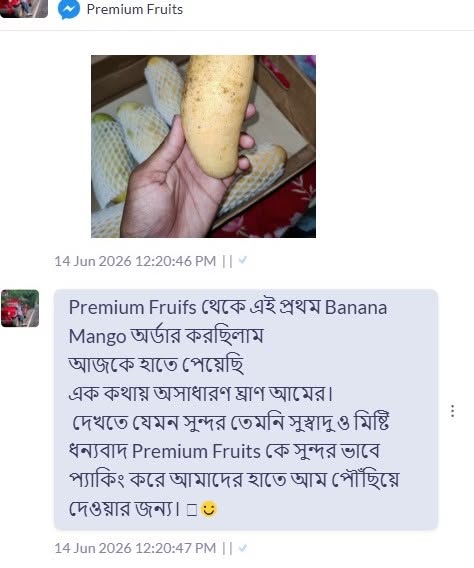 Premium Fruits
14 Jun 2026 12:20:46 PM ||
Premium Fruifs থেকে এই প্রথম Banana
Mango অর্ডার করছিলাম
আজকে হাতে পেয়েছি
এক কথায় অসাধারণ ঘ্রাণ আমের।
দেখতে যেমন সুন্দর তেমনি সুস্বাদু ও মিষ্টি
ধন্যবাদ Premium Fruits কে সুন্দর ভাবে
প্যাকিং করে আমাদের হাতে আম পৌঁছিয়ে
দেওয়ার জন্য। 😉
14 Jun 2026 12:20:47 PM ||